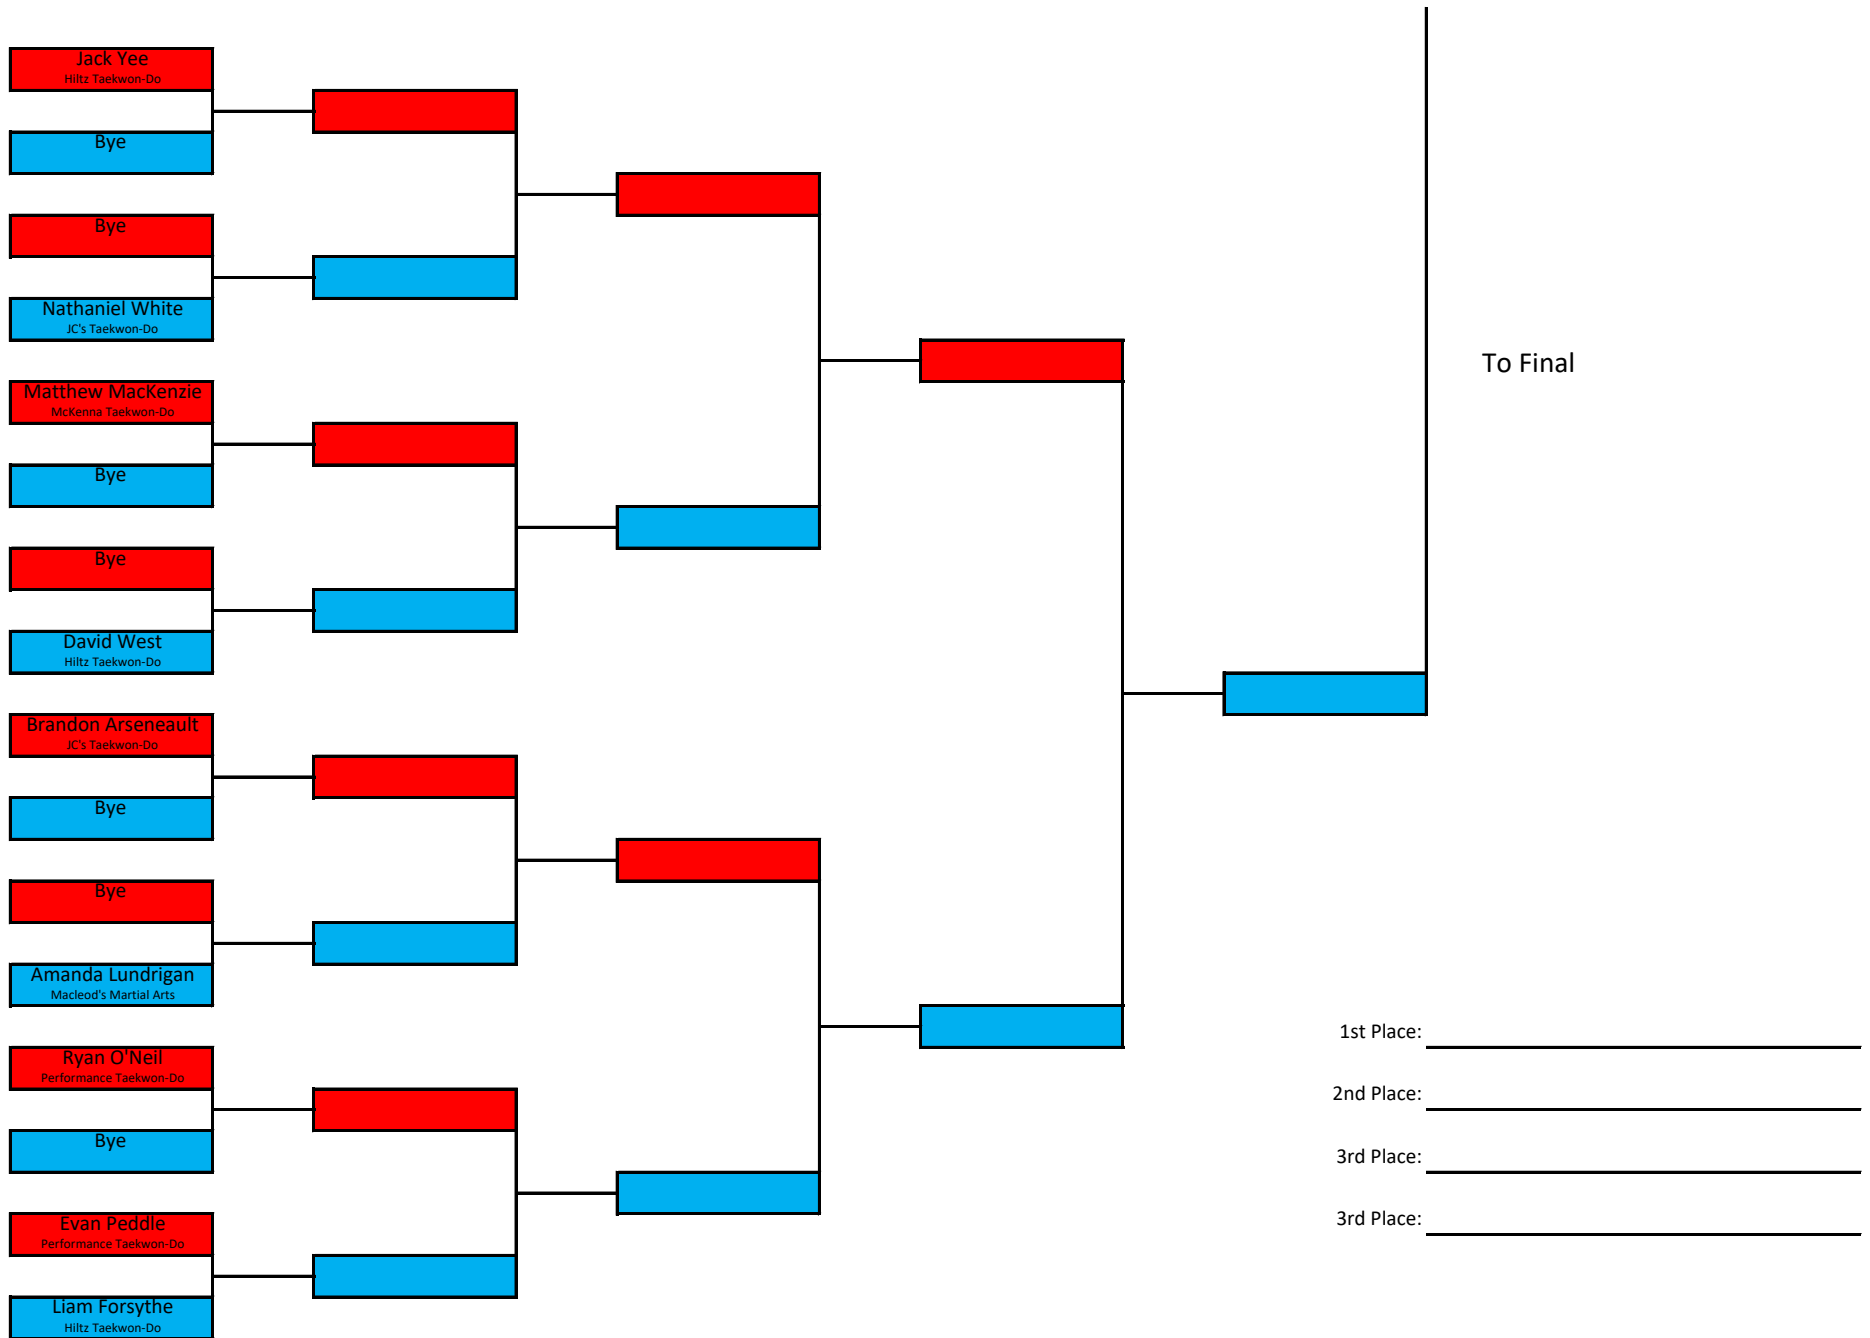 Jack Yee
Hiltz Taekwon-Do
Bye
Bye
Nathaniel White
JC's Taekwon-Do
Matthew MacKenzie
McKenna Taekwon-Do
Bye
Bye
David West
Hiltz Taekwon-Do
Brandon Arseneault
JC's Taekwon-Do
Bye
Bye
Amanda Lundrigan
Macleod's Martial Arts
Ryan O'Neil
Performance Taekwon-Do
Bye
Evan Peddle
Performance Taekwon-Do
Liam Forsythe
Hiltz Taekwon-Do
To Final
1st Place:
2nd Place:
3rd Place:
3rd Place: